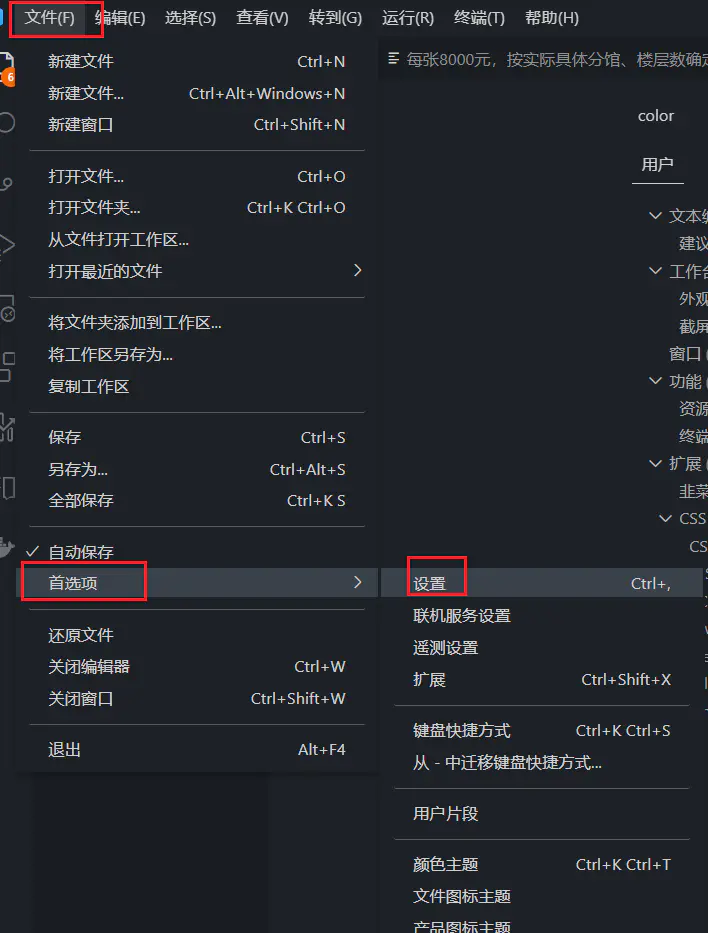 文件(F) 编辑(E) 选择(S) 查看(V) 转到(G) 运行(R) 终端(T) 帮助(H)
新建文件 Ctrl+N
新建文件... Ctrl+Alt+Windows+N
新建窗口 Ctrl+Shift+N
打开文件... Ctrl+O
打开文件夹... Ctrl+K Ctrl+O
从文件打开工作区...
打开最近的文件
将文件夹添加到工作区...
将工作区另存为...
复制工作区
保存 Ctrl+S
另存为... Ctrl+Alt+S
全部保存 Ctrl+K S
自动保存
首选项
还原文件
关闭编辑器 Ctrl+W
关闭窗口 Ctrl+Shift+W
退出 Alt+F4
6
每张8000元，按实际具体分馆、楼层数确定
color
用户
文本编
建议
工作台
外观
截屏
窗口 (
功能 (
资源
终端
扩展 (
韭菜
CSS
CS
设置 Ctrl+,
联机服务设置
遥测设置
扩展 Ctrl+Shift+X
键盘快捷方式 Ctrl+K Ctrl+S
从 - 中迁移键盘快捷方式...
用户片段
颜色主题 Ctrl+K Ctrl+T
文件图标主题
产品图标主题